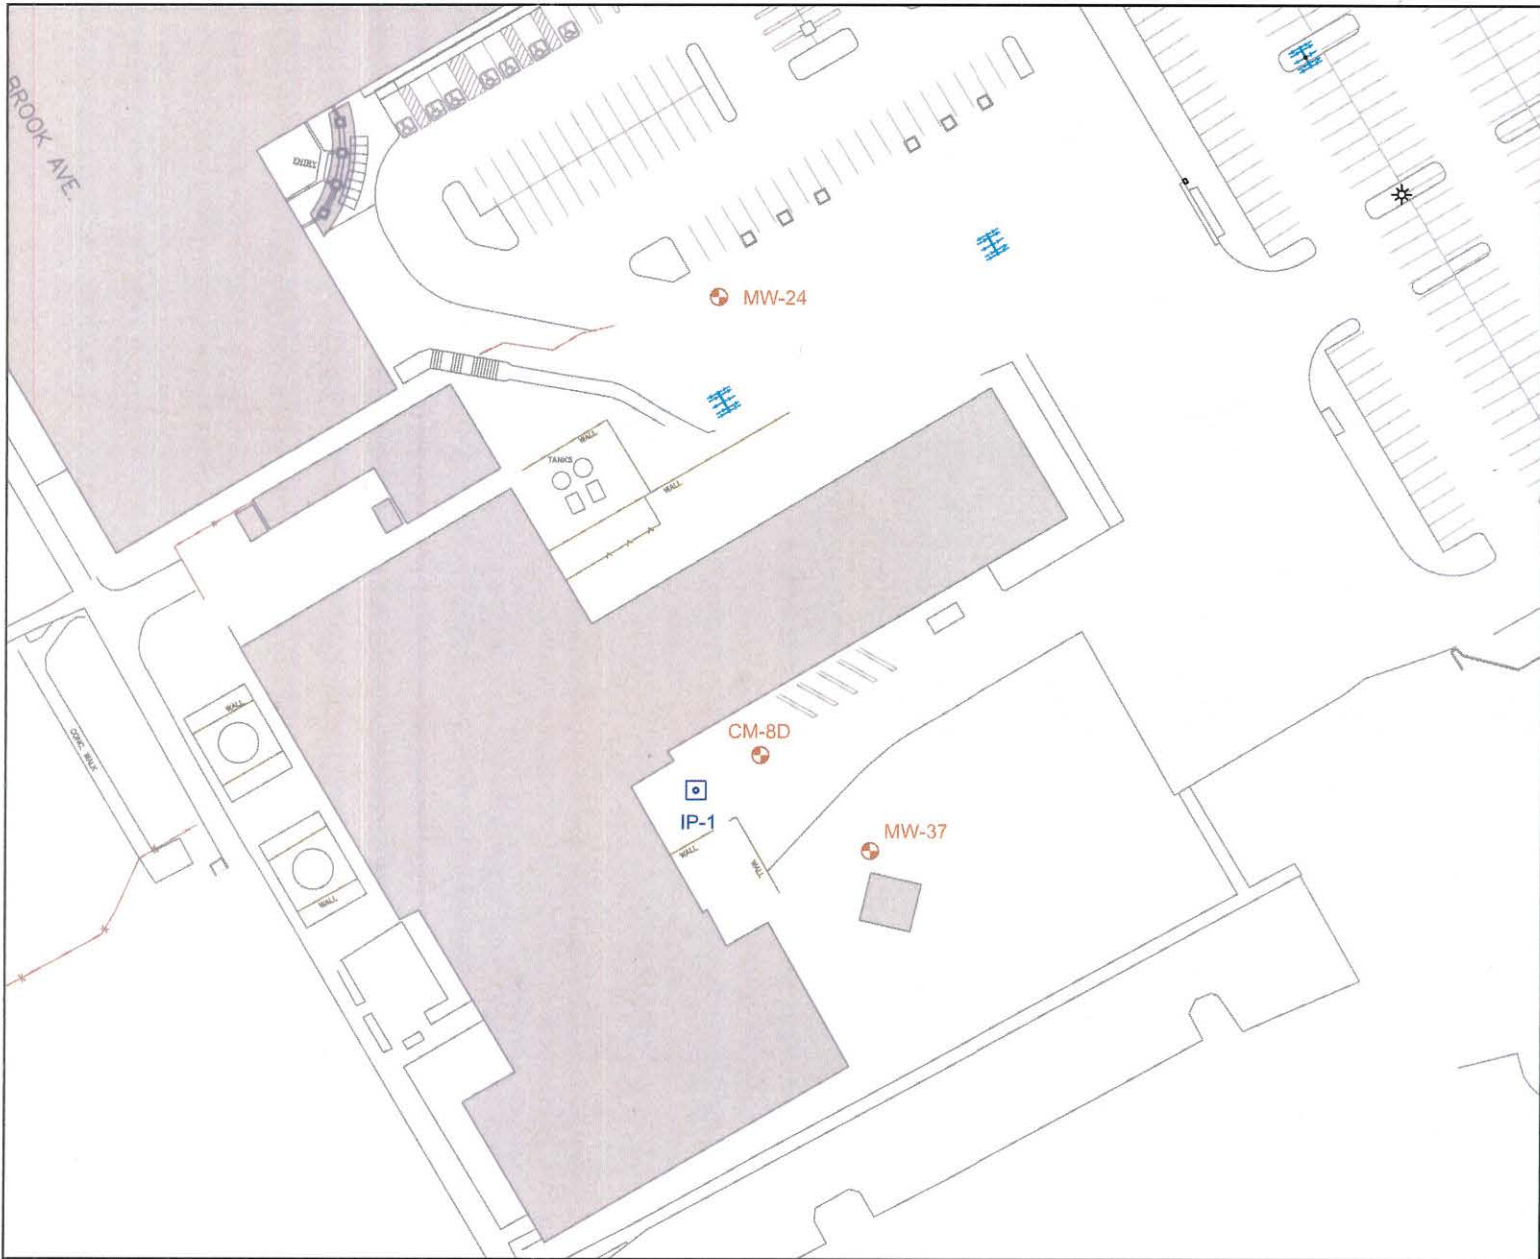 BROOK AVE.
ENTRY
MW-24
WALL
TANKS
WALL
WALL
CONC. WALK
CM-8D
IP-1
MW-37
WALL
WALL
WALL